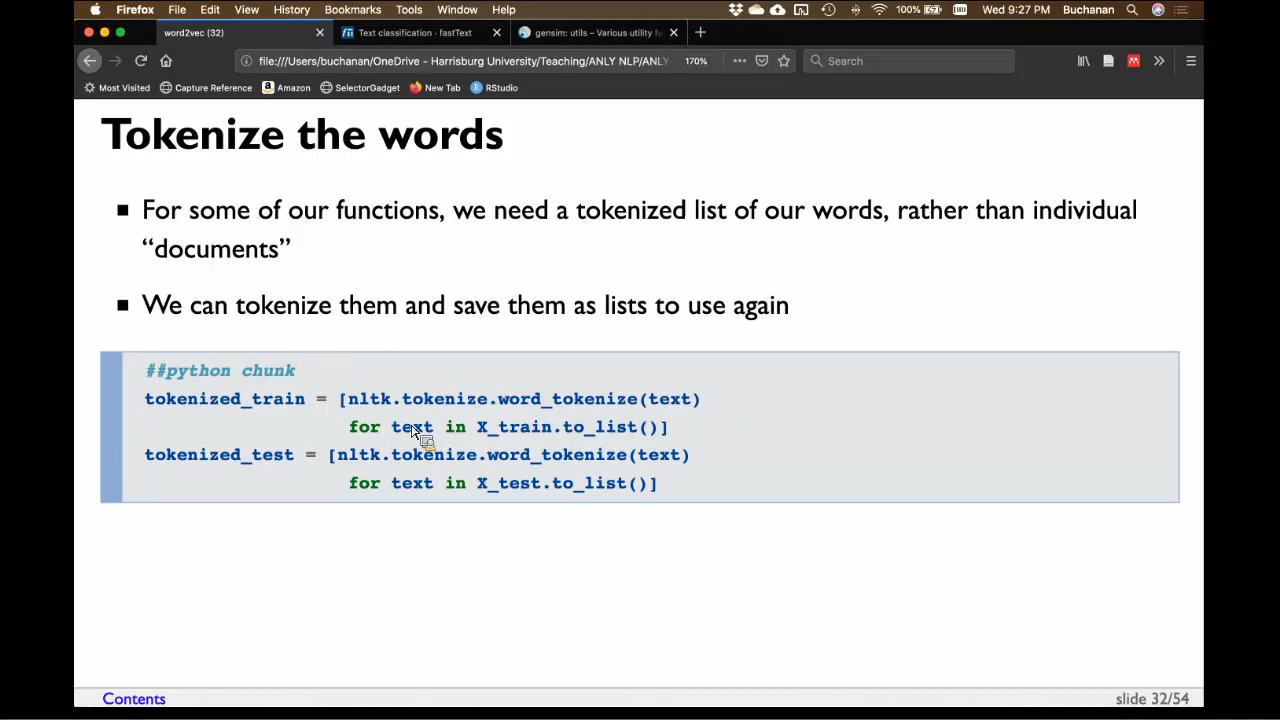 Firefox File Edit View History Bookmarks Tools Window Help 100% Wed 9:27 PM Buchanan
word2vec (32) Text classification · fastText gensim: utils – Various utility fu
file:///Users/buchanan/OneDrive - Harrisburg University/Teaching/ANLY NLP/ANLY 170% Search
Most Visited Capture Reference Amazon SelectorGadget New Tab RStudio
Tokenize the words
For some of our functions, we need a tokenized list of our words, rather than individual
“documents”
We can tokenize them and save them as lists to use again
##python chunk
tokenized_train = [nltk.tokenize.word_tokenize(text)
for text in X_train.to_list()]
tokenized_test = [nltk.tokenize.word_tokenize(text)
for text in X_test.to_list()]
Contents slide 32/54